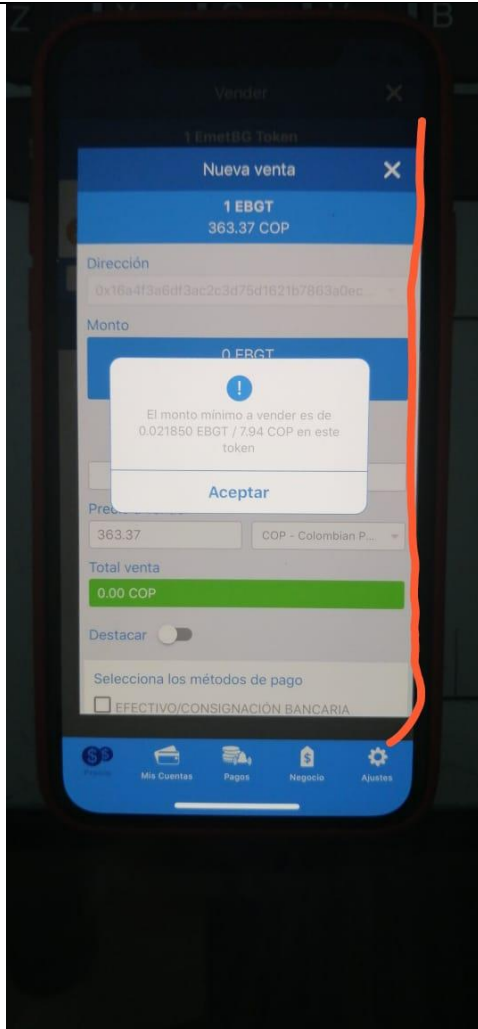 Z
B
Vender
1 EmetBG Token
Nueva venta
1 EBGT
363.37 COP
Dirección
Monto
0 EBGT
El monto mínimo a vender es de
0.021850 EBGT / 7.94 COP en este
token
Aceptar
363.37
COP - Colombian P...
Total venta
0.00 COP
Destacar
Selecciona los métodos de pago
EFECTIVO/CONSIGNACIÓN BANCARIA
Mis Cuentas
Pagos
Negocio
Ajustes